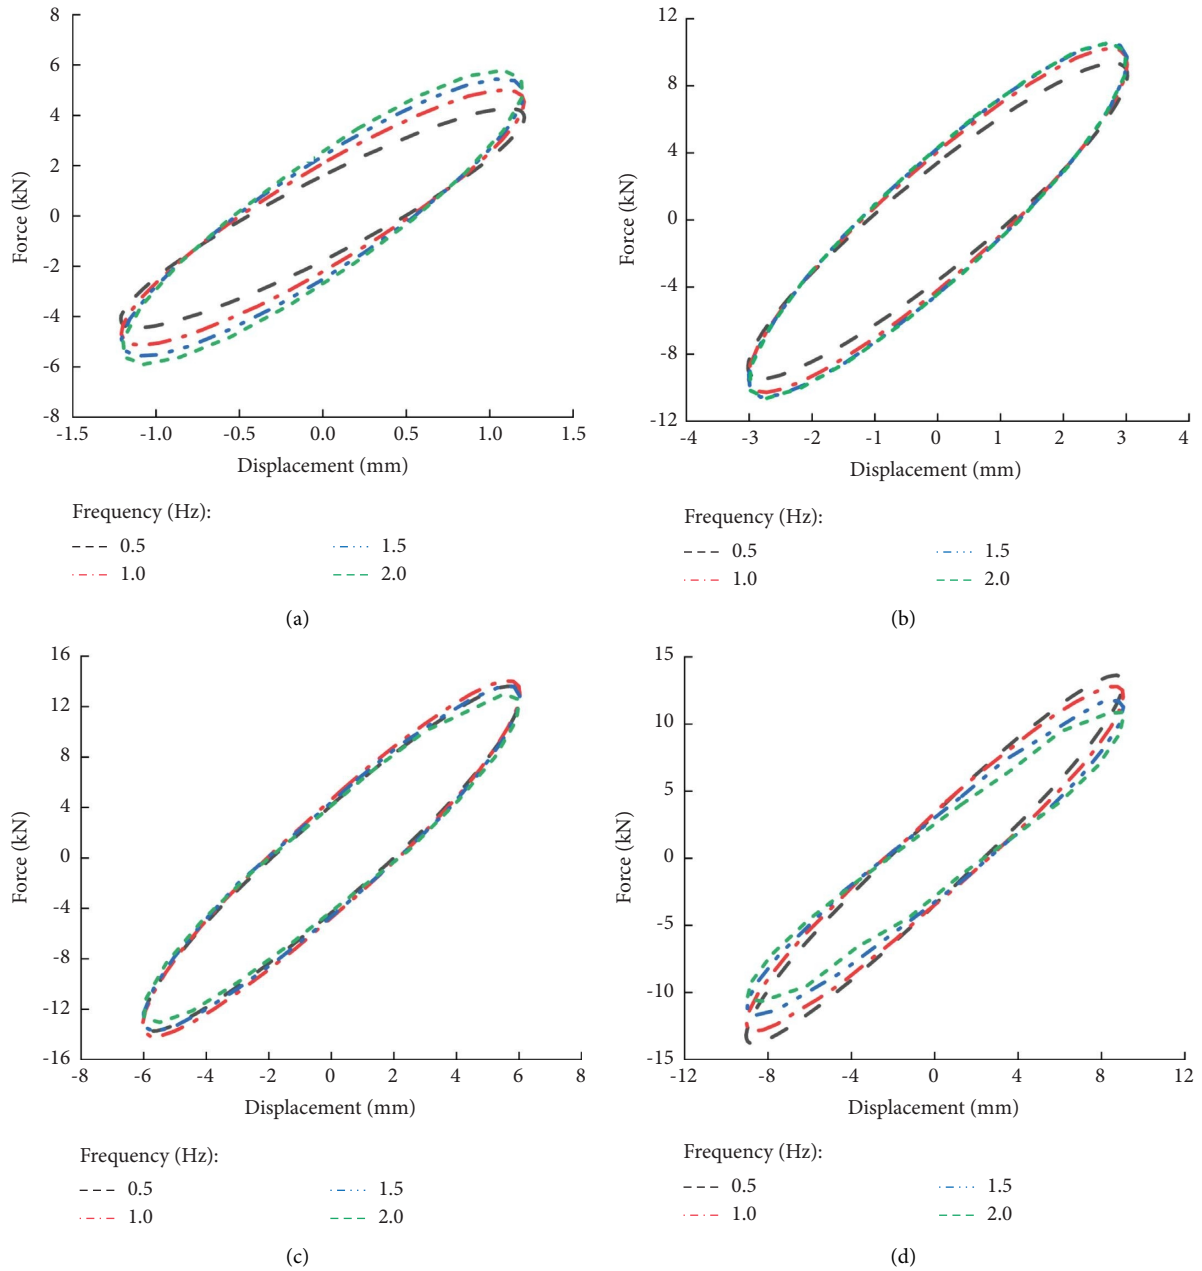 8
6
4
2
0
-2
-4
-6
-8
Force (kN)
-1.5 -1.0 -0.5 0.0 0.5 1.0 1.5
Displacement (mm)
Frequency (Hz):
0.5 1.5
1.0 2.0
(a)
12
8
4
0
-4
-8
-12
Force (kN)
-4 -3 -2 -1 0 1 2 3 4
Displacement (mm)
Frequency (Hz):
0.5 1.5
1.0 2.0
(b)
16
12
8
4
0
-4
-8
-12
-16
Force (kN)
-8 -6 -4 -2 0 2 4 6 8
Displacement (mm)
Frequency (Hz):
0.5 1.5
1.0 2.0
(c)
15
10
5
0
-5
-10
-15
Force (kN)
-12 -8 -4 0 4 8 12
Displacement (mm)
Frequency (Hz):
0.5 1.5
1.0 2.0
(d)